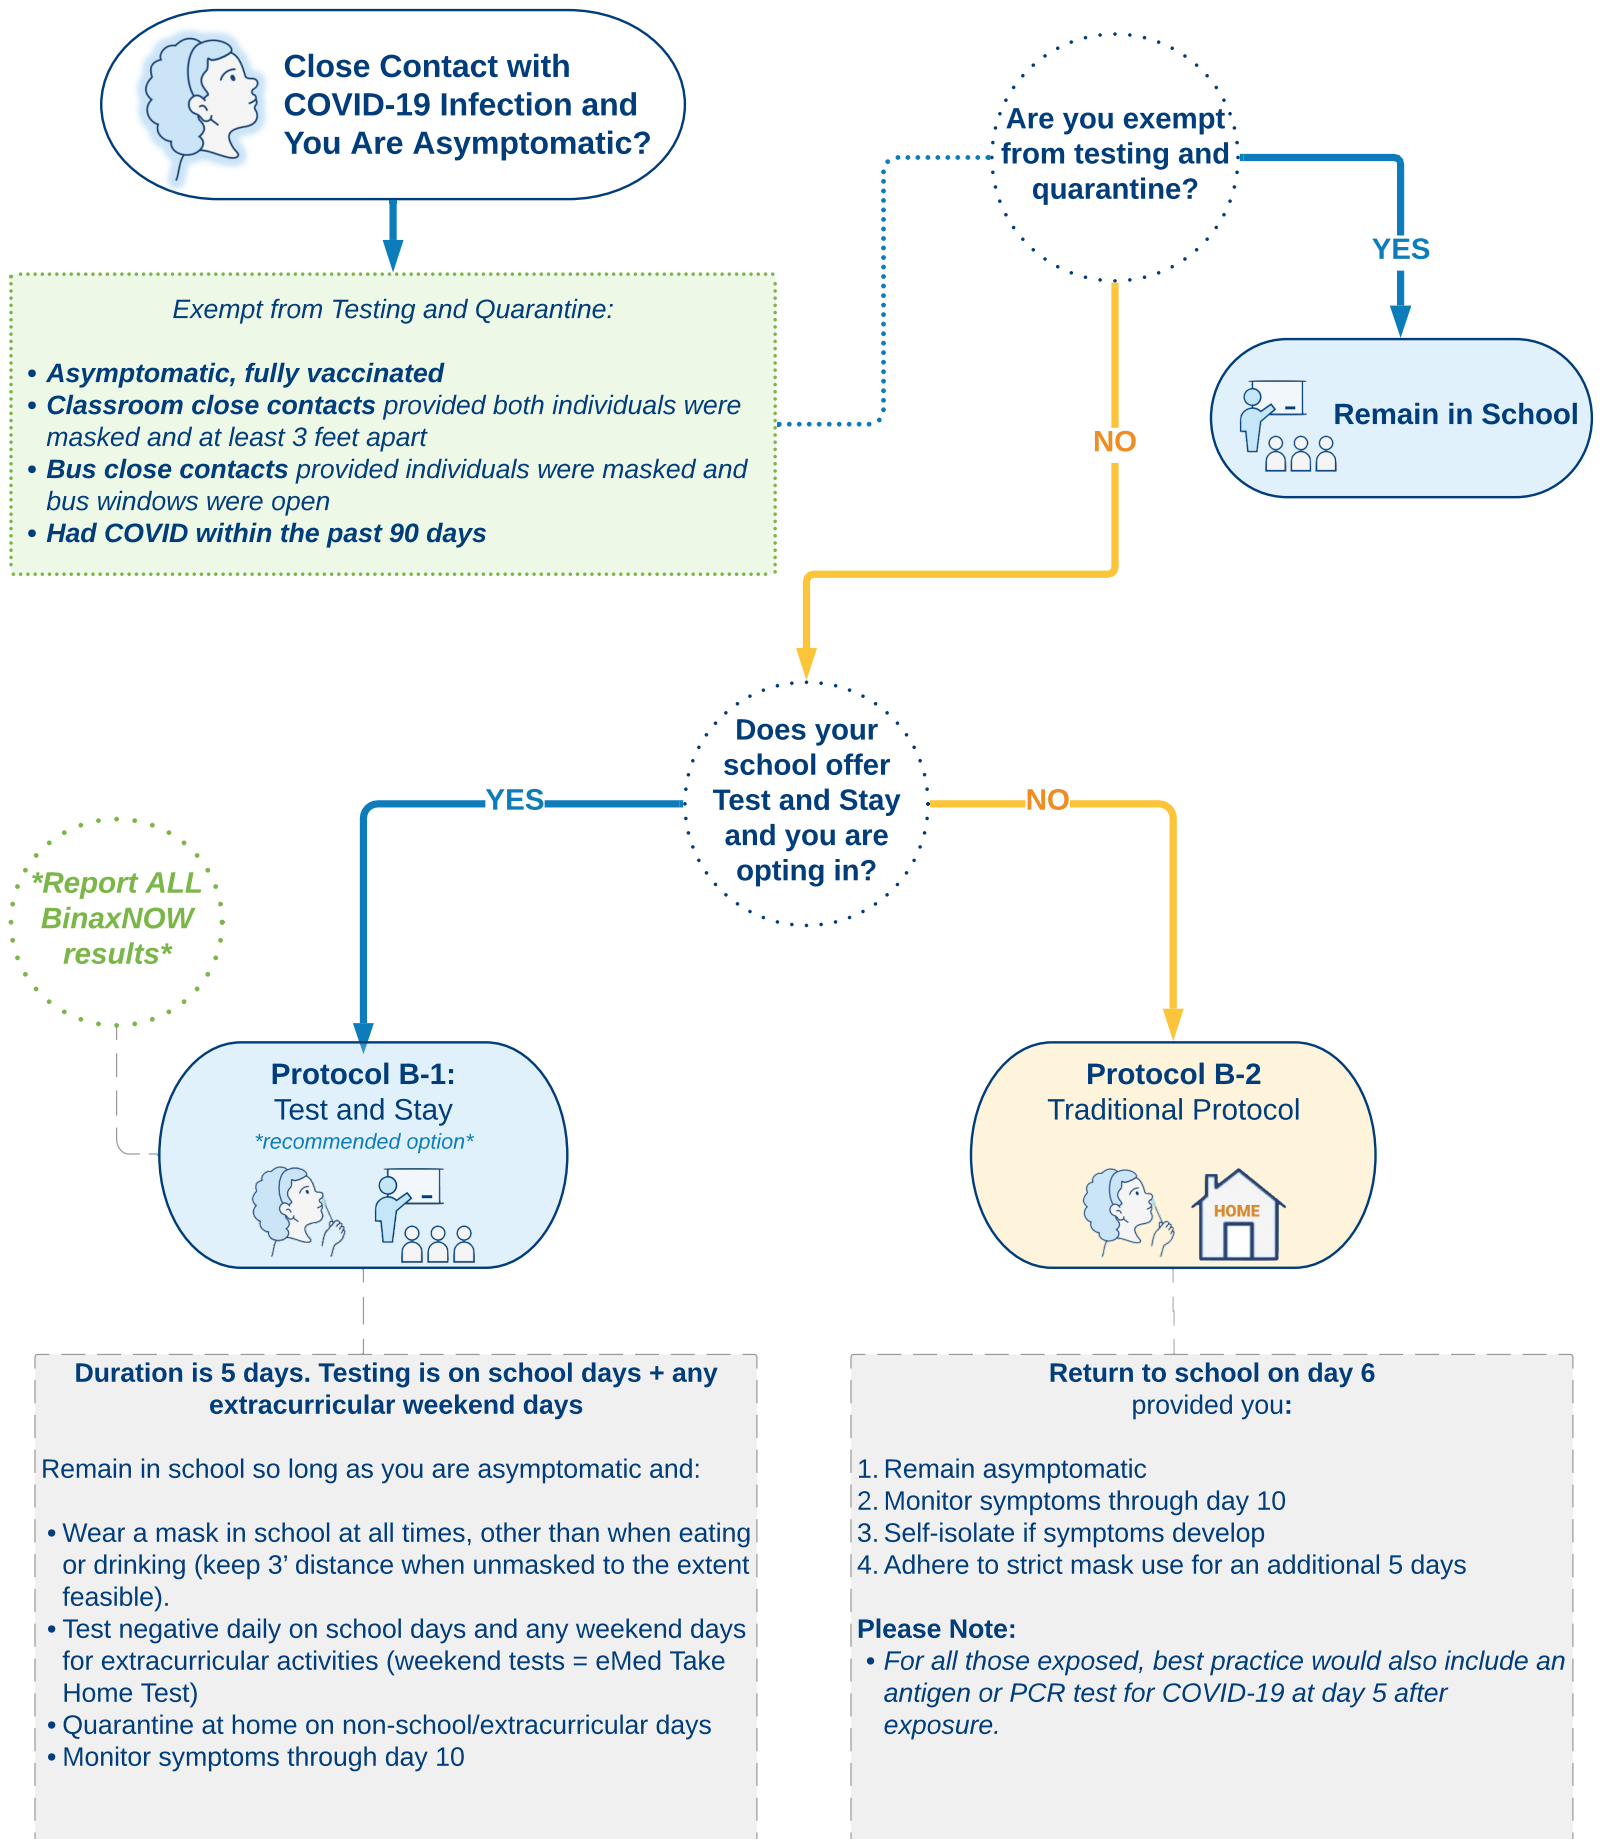 Close Contact with
COVID-19 Infection and
You Are Asymptomatic?
Exempt from Testing and Quarantine:
• Asymptomatic, fully vaccinated
• Classroom close contacts provided both individuals were
masked and at least 3 feet apart
• Bus close contacts provided individuals were masked and
bus windows were open
• Had COVID within the past 90 days
Are you exempt
from testing and
quarantine?
YES
Remain in School
NO
Does your
school offer
Test and Stay
and you are
opting in?
YES
NO
*Report ALL
BinaxNOW
results*
Protocol B-1:
Test and Stay
*recommended option*
Protocol B-2
Traditional Protocol
HOME
Duration is 5 days. Testing is on school days + any
extracurricular weekend days
Remain in school so long as you are asymptomatic and:
• Wear a mask in school at all times, other than when eating
or drinking (keep 3’ distance when unmasked to the extent
feasible).
• Test negative daily on school days and any weekend days
for extracurricular activities (weekend tests = eMed Take
Home Test)
• Quarantine at home on non-school/extracurricular days
• Monitor symptoms through day 10
Return to school on day 6
provided you:
1. Remain asymptomatic
2. Monitor symptoms through day 10
3. Self-isolate if symptoms develop
4. Adhere to strict mask use for an additional 5 days
Please Note:
• For all those exposed, best practice would also include an
antigen or PCR test for COVID-19 at day 5 after
exposure.